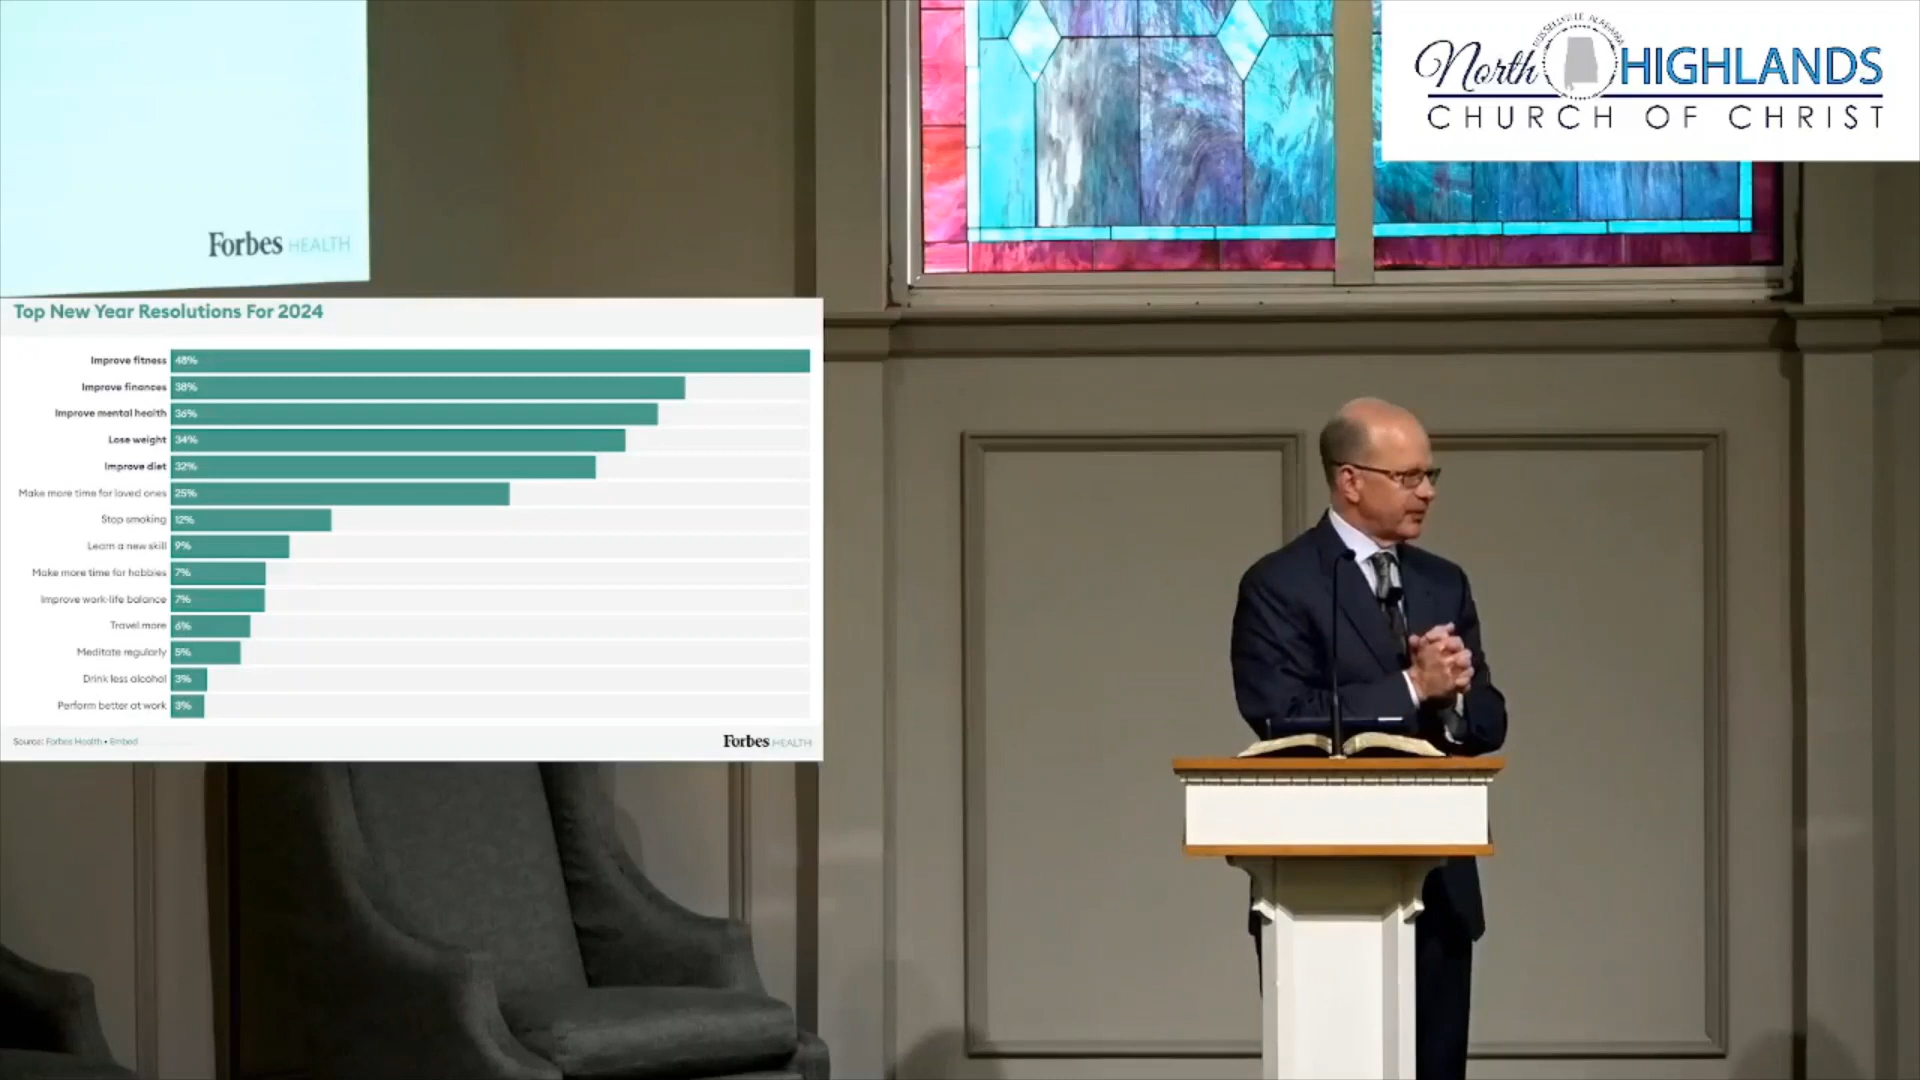 RUSSELLVILLE, ALABAMA
North HIGHLANDS
CHURCH OF CHRIST
Forbes HEALTH
Top New Year Resolutions For 2024
Improve fitness 48%
Improve finances 38%
Improve mental health 36%
Lose weight 34%
Improve diet 32%
Make more time for loved ones 25%
Stop smoking 12%
Learn a new skill 9%
Make more time for hobbies 7%
Improve work-life balance 7%
Travel more 6%
Meditate regularly 5%
Drink less alcohol 3%
Perform better at work 3%
Source: Forbes Health • Embed
Forbes HEALTH